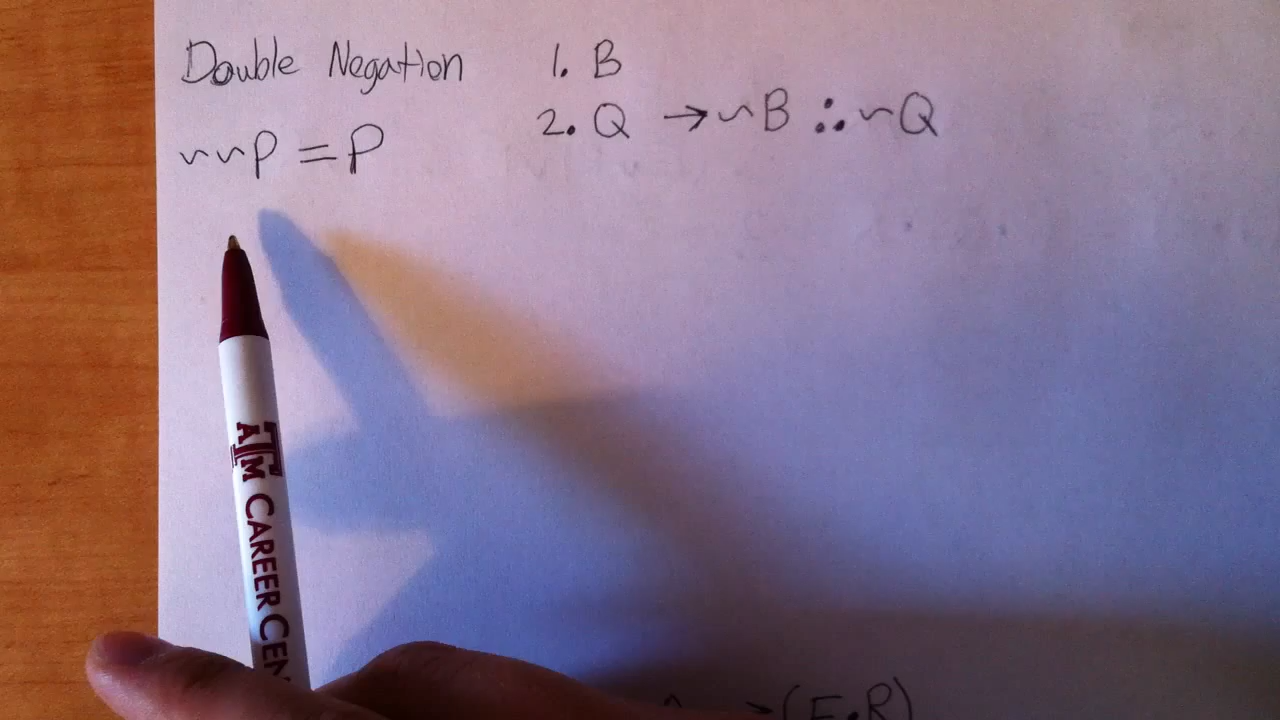 Double Negation
~~P = P
1. B
2. Q → ~B ∴ ~Q
ATM
CAREER CEN
→ (F • R)